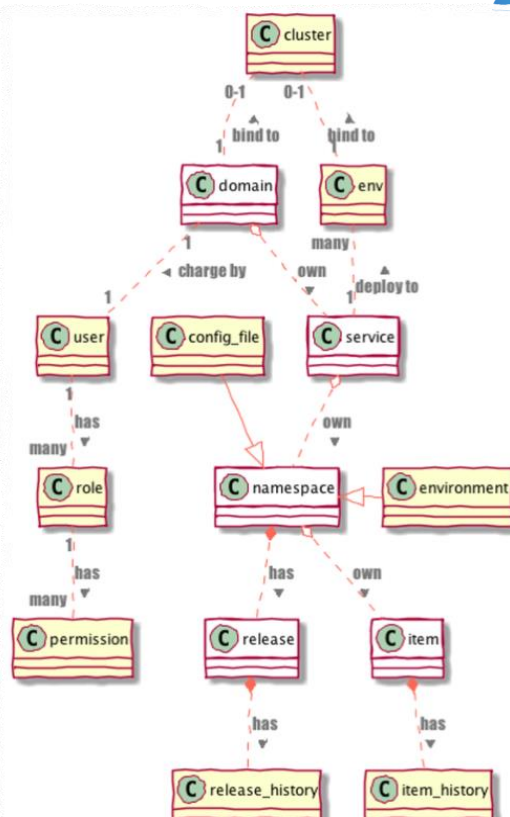 C cluster
0-1 0-1
bind to bind to
1 1
C domain C env
1 many
charge by own deploy to
1 1
C user C config_file C service
1
has own
many
C role C namespace C environment
1
has has own
many
C permission C release C item
has has
C release_history C item_history